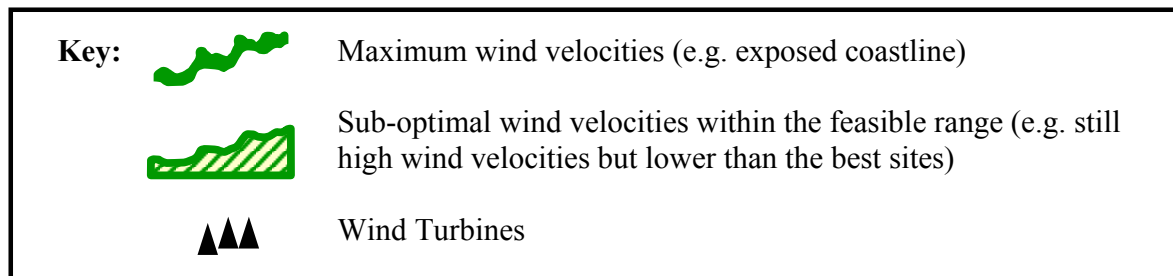 Key: Maximum wind velocities (e.g. exposed coastline)
Sub-optimal wind velocities within the feasible range (e.g. still
high wind velocities but lower than the best sites)
Wind Turbines